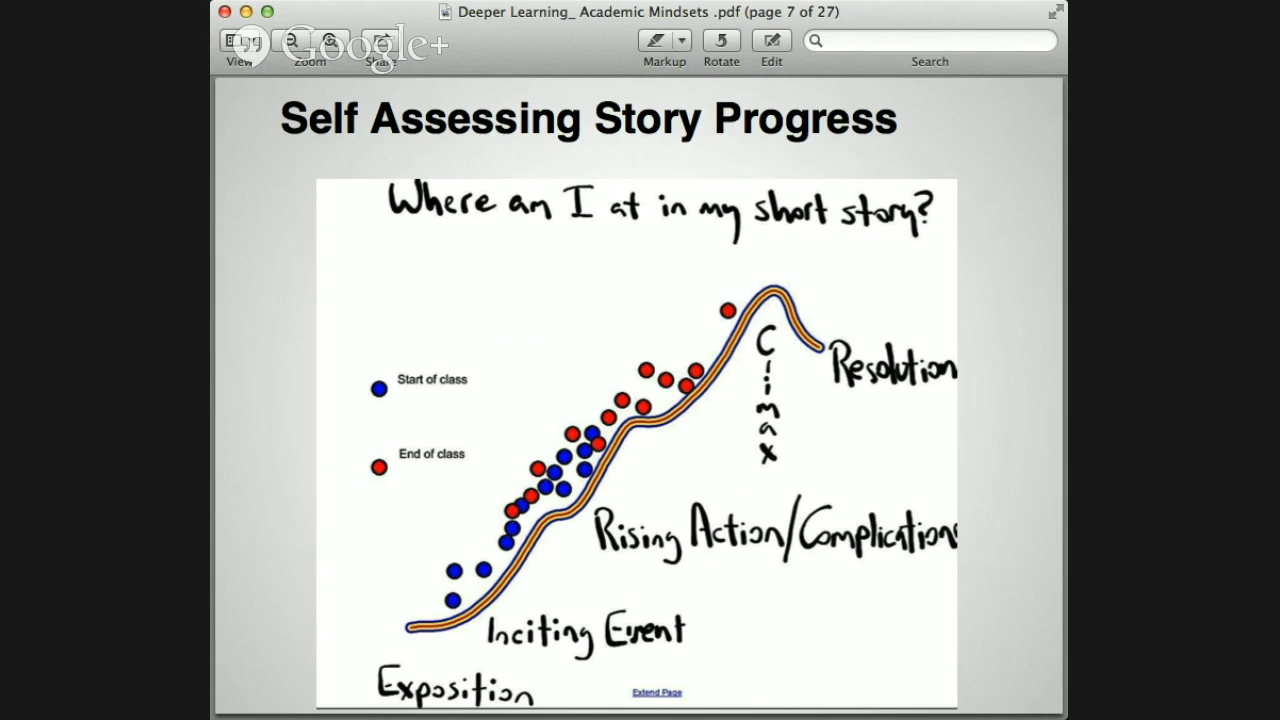 Deeper Learning_ Academic Mindsets .pdf (page 7 of 27)
Google+
View Zoom Share Markup Rotate Edit Search
Self Assessing Story Progress
Where am I at in my short story?
Climax
Resolution
Start of class
End of class
Rising Action/Complications
Inciting Event
Exposition
Extend Page